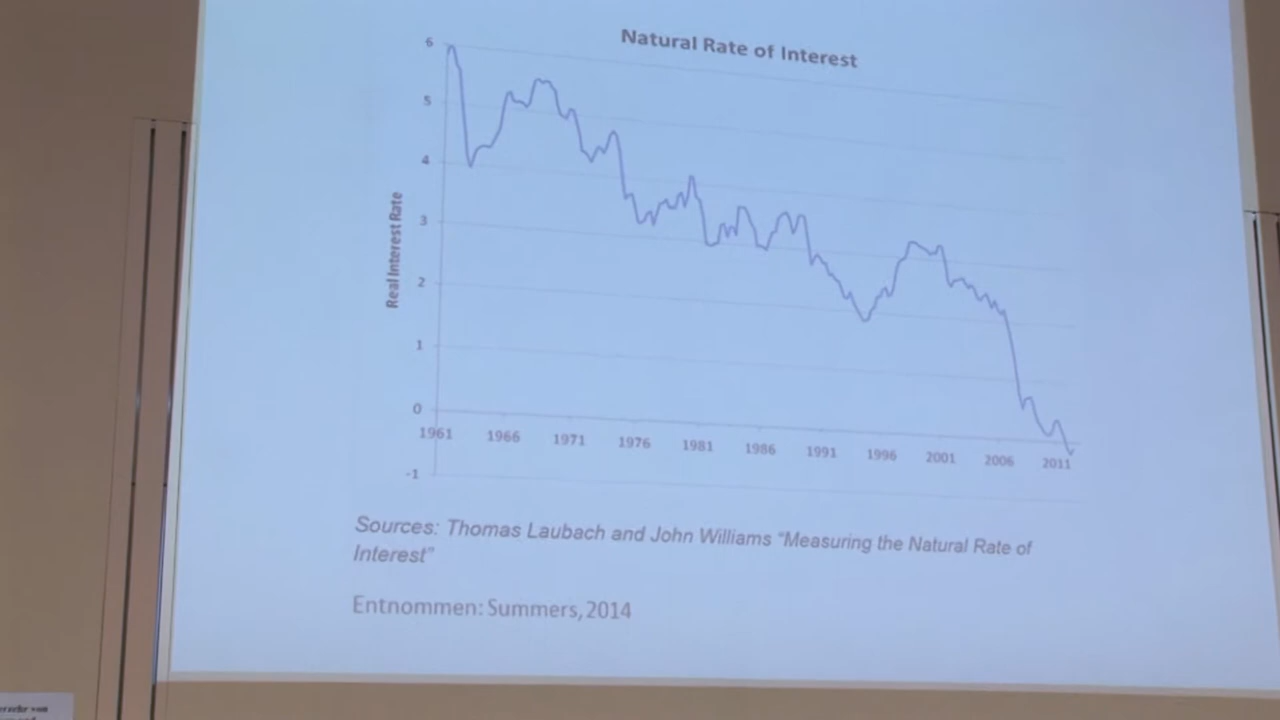 Natural Rate of Interest
6
5
4
3
2
1
0
-1
Real Interest Rate
1961 1966 1971 1976 1981 1986 1991 1996 2001 2006 2011
Sources: Thomas Laubach and John Williams “Measuring the Natural Rate of
Interest”
Entnommen: Summers, 2014